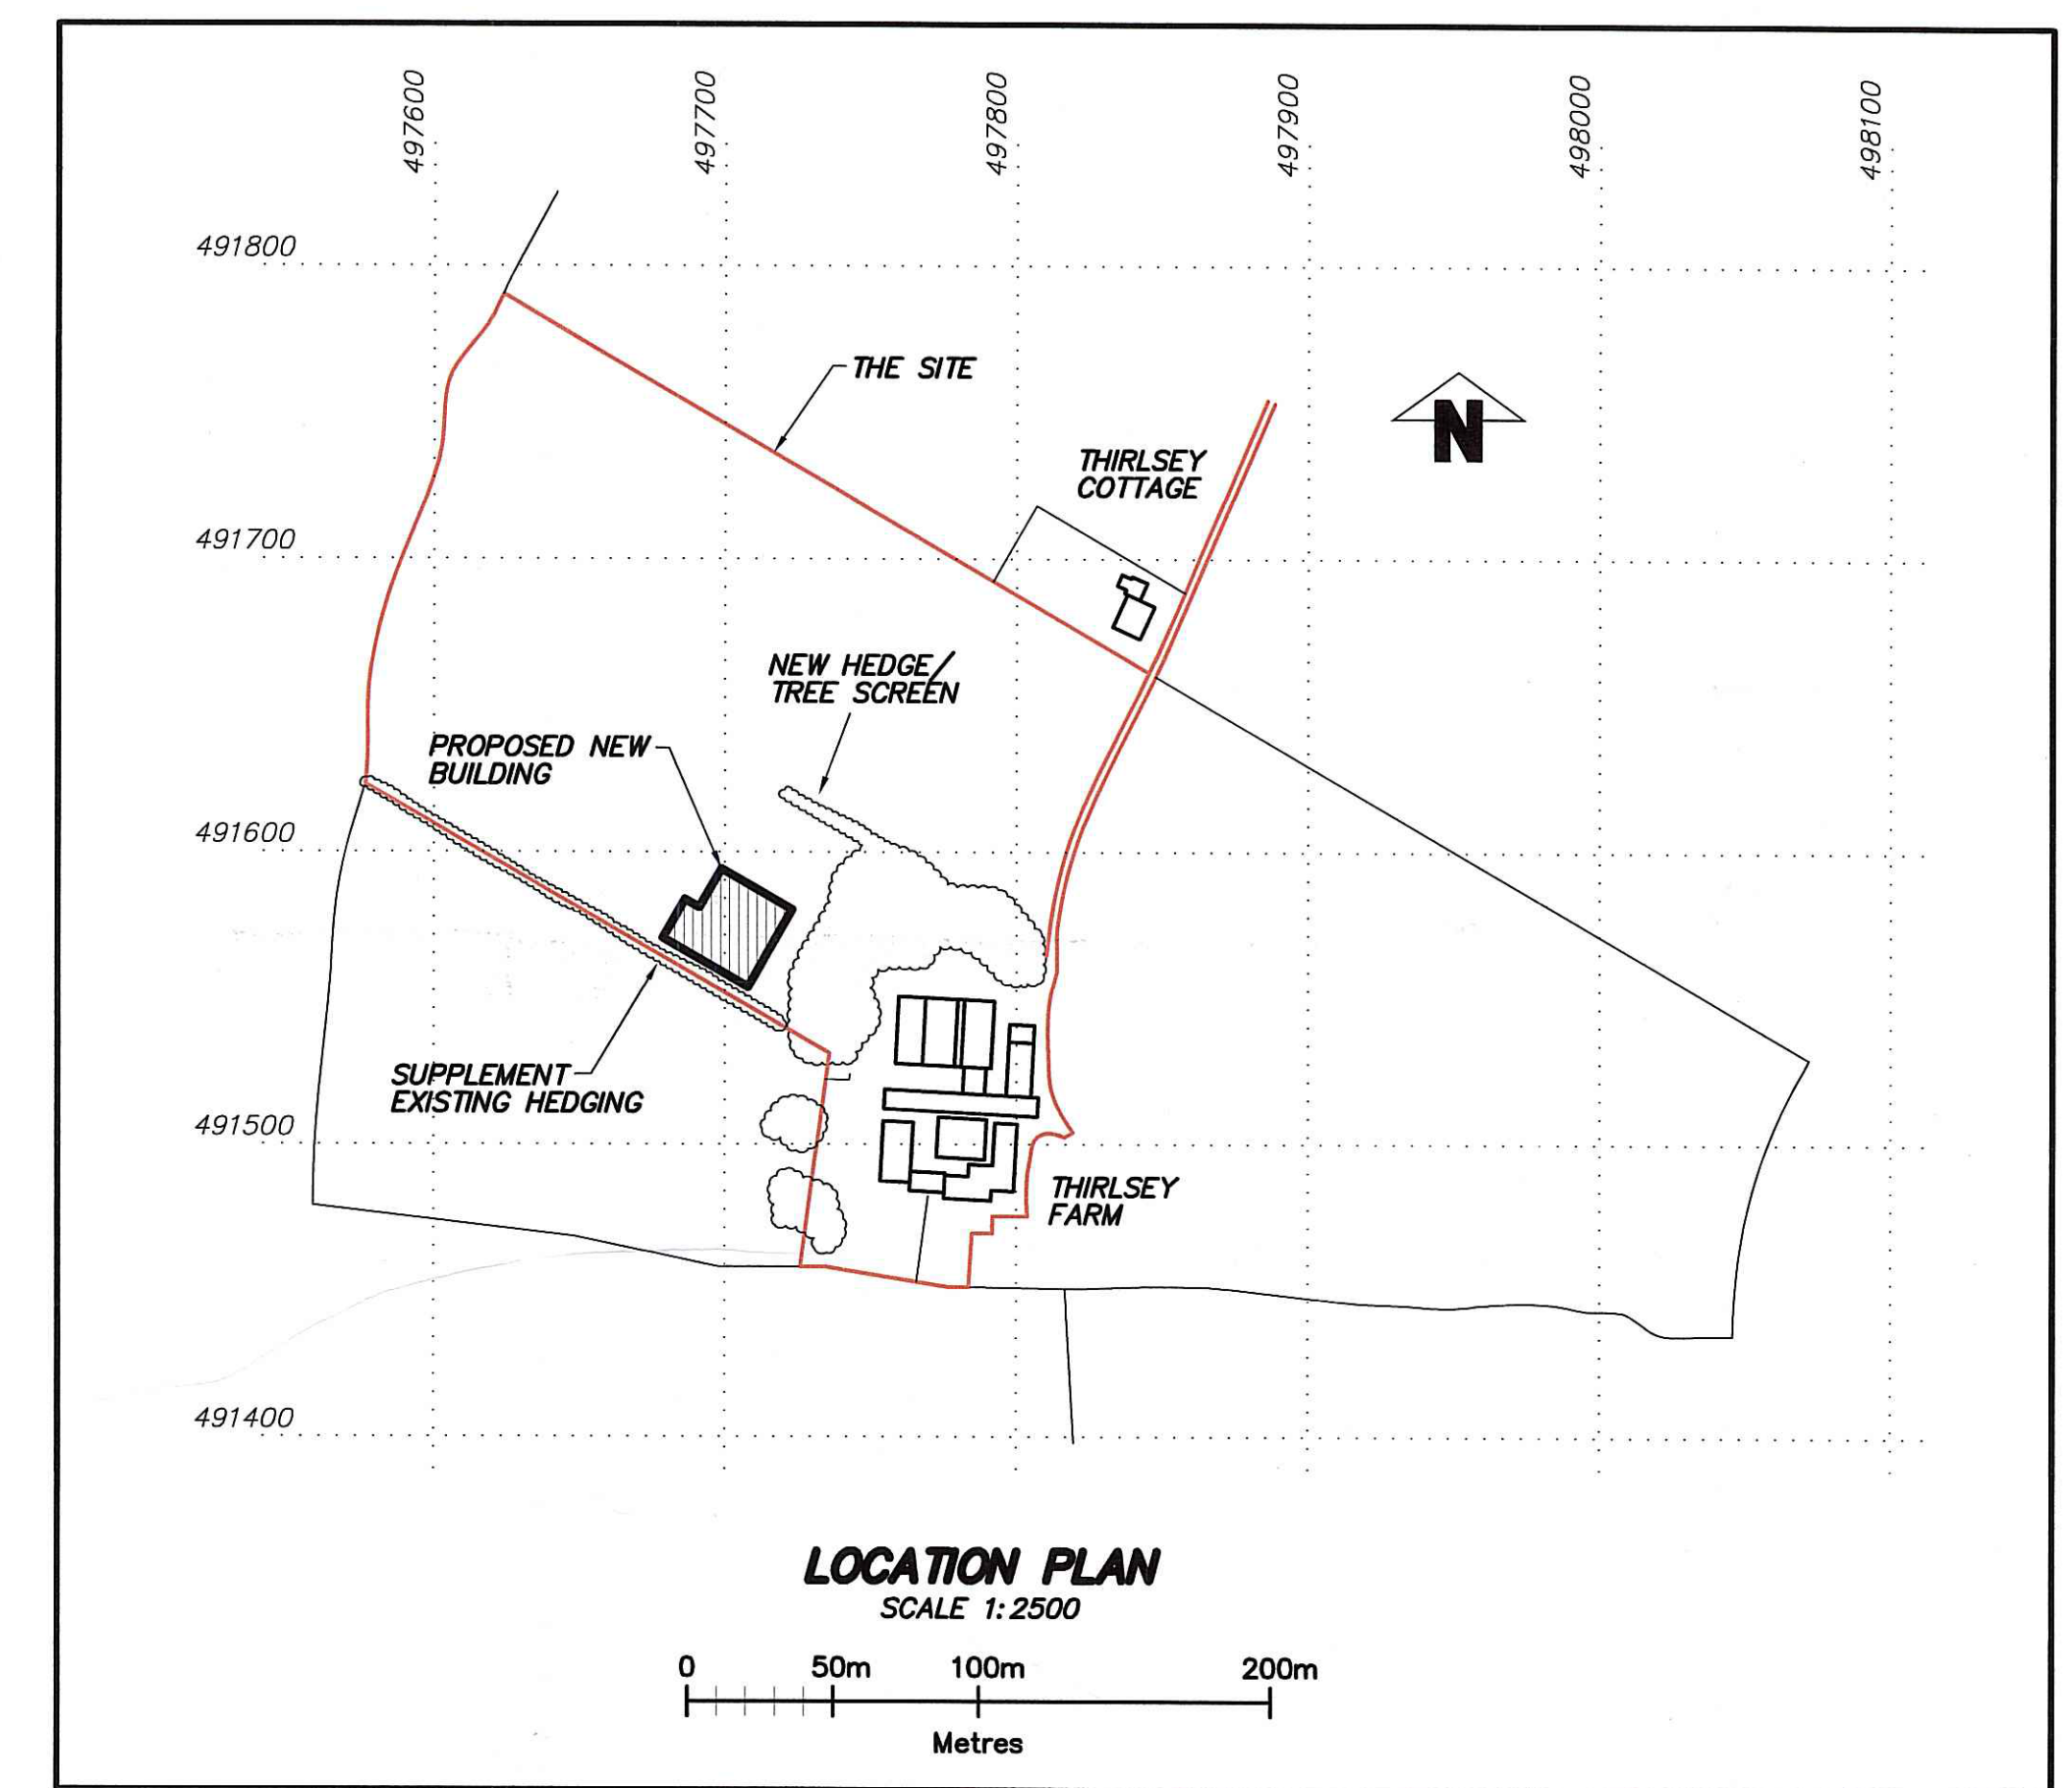 497600
497700
497800
497900
498000
498100
491800
THE SITE
N
THIRLSEY
COTTAGE
491700
NEW HEDGE/
TREE SCREEN
PROPOSED NEW
BUILDING
491600
SUPPLEMENT
EXISTING HEDGING
491500
THIRLSEY
FARM
491400
LOCATION PLAN
SCALE 1:2500
0 50m 100m 200m
Metres